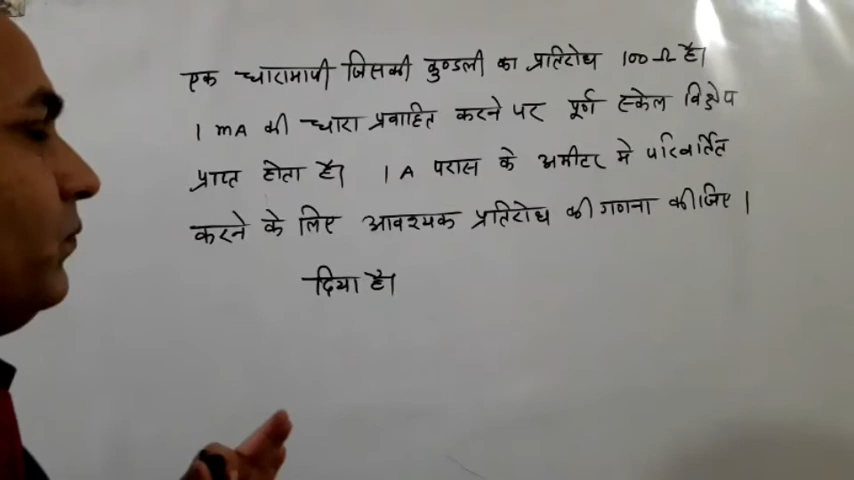 एक धारामापी जिसकी कुण्डली का प्रतिरोध 100 Ω है।
1 mA की धारा प्रवाहित करने पर पूर्ण स्केल विक्षेप
प्राप्त होता है। 1 A परास के अमीटर मे परिवर्तित
करने के लिए आवश्यक प्रतिरोध की गणना कीजिए।
दिया है।